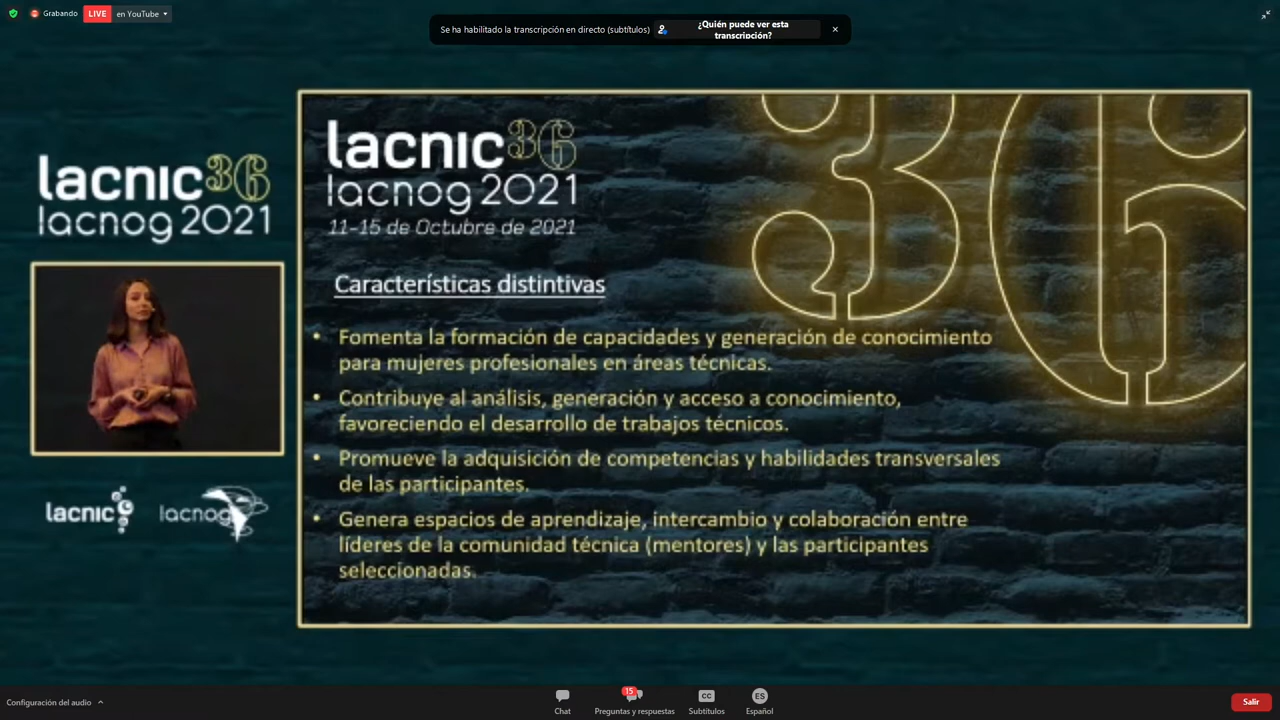 Grabando
LIVE
en YouTube
Se ha habilitado la transcripción en directo (subtítulos)
¿Quién puede ver esta
transcripción?
lacnic36
lacnog 2021
lacnic36
lacnog 2021
11-15 de Octubre de 2021
Características distintivas
• Fomenta la formación de capacidades y generación de conocimiento
para mujeres profesionales en áreas técnicas.
• Contribuye al análisis, generación y acceso a conocimiento,
favoreciendo el desarrollo de trabajos técnicos.
• Promueve la adquisición de competencias y habilidades transversales
de las participantes.
• Genera espacios de aprendizaje, intercambio y colaboración entre
líderes de la comunidad técnica (mentores) y las participantes
seleccionadas.
36
lacnic
lacnog
Configuración del audio
Chat
15
Preguntas y respuestas
CC
Subtítulos
ES
Español
Salir